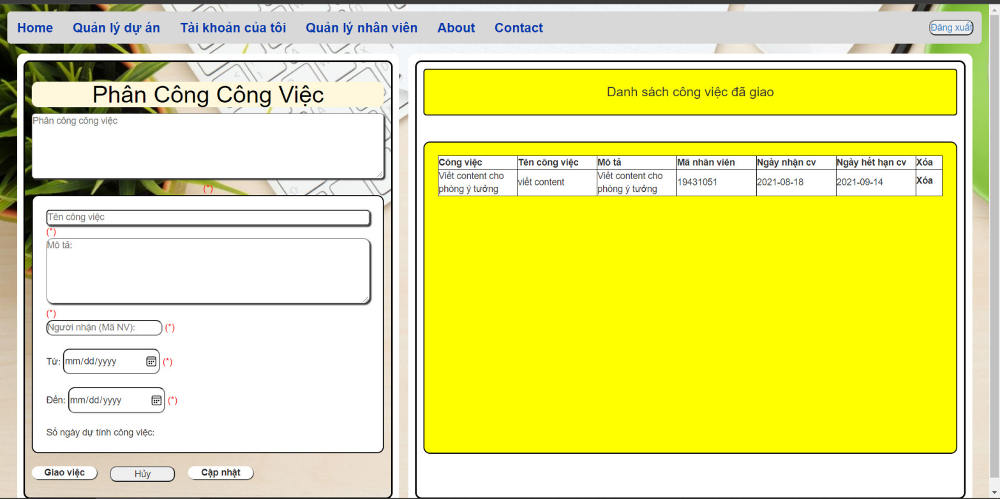 Home Quản lý dự án Tài khoản của tôi Quản lý nhân viên About Contact Đăng xuất
Phân Công Công Việc
Phân công công việc
(*)
Tên công việc
(*)
Mô tả:
(*)
Người nhận (Mã NV): (*)
Từ: mm/dd/yyyy (*)
Đến: mm/dd/yyyy (*)
Số ngày dự tính công việc:
Giao việc Hủy Cập nhật
Danh sách công việc đã giao
Công việc Tên công việc Mô tả Mã nhân viên Ngày nhận cv Ngày hết hạn cv Xóa
Viết content cho phòng ý tưởng viết content Viết content cho phòng ý tưởng 19431051 2021-08-18 2021-09-14 Xóa